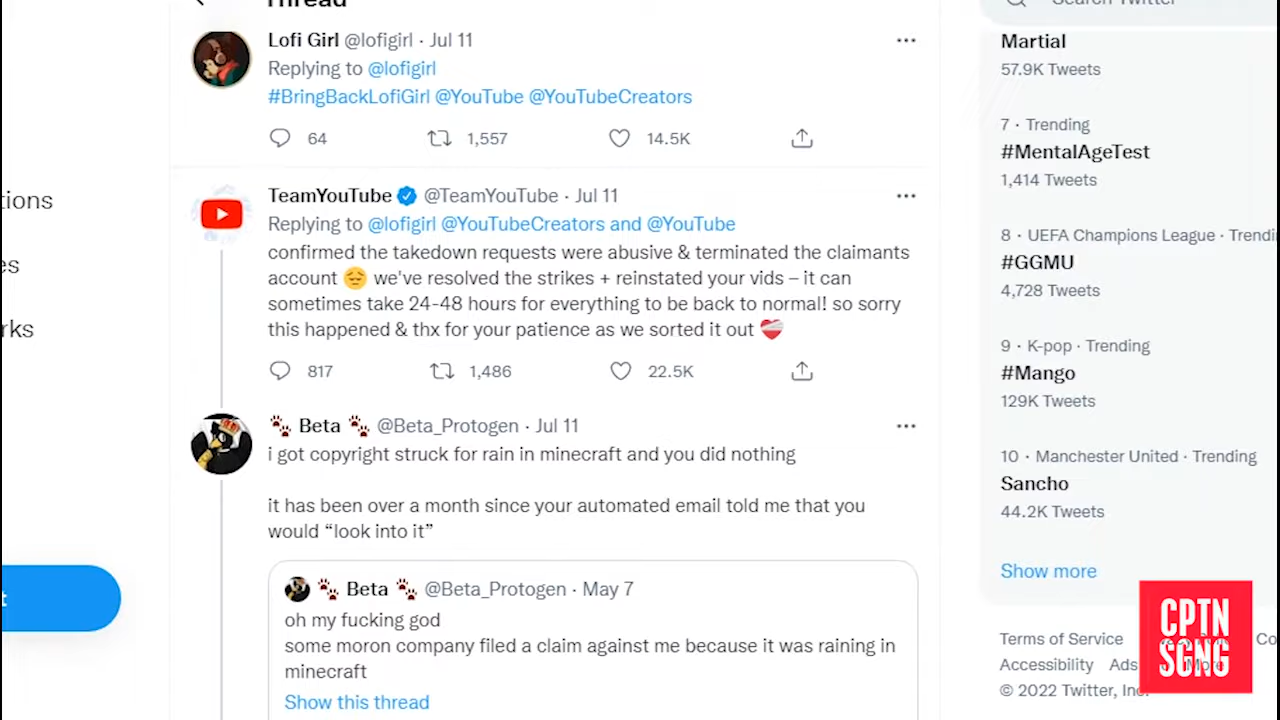 Thread
Lofi Girl @lofigirl · Jul 11
Replying to @lofigirl
#BringBackLofiGirl @YouTube @YouTubeCreators
64 1,557 14.5K
TeamYouTube @TeamYouTube · Jul 11
Replying to @lofigirl @YouTubeCreators and @YouTube
confirmed the takedown requests were abusive & terminated the claimants
account 😔 we've resolved the strikes + reinstated your vids – it can
sometimes take 24-48 hours for everything to be back to normal! so sorry
this happened & thx for your patience as we sorted it out ❤️‍🩹
817 1,486 22.5K
🐾 Beta 🐾 @Beta_Protogen · Jul 11
i got copyright struck for rain in minecraft and you did nothing
it has been over a month since your automated email told me that you
would “look into it”
🐾 Beta 🐾 @Beta_Protogen · May 7
oh my fucking god
some moron company filed a claim against me because it was raining in
minecraft
Show this thread
tions
es
rks
t
Search Twitter
Martial
57.9K Tweets
7 · Trending
#MentalAgeTest
1,414 Tweets
8 · UEFA Champions League · Trendi
#GGMU
4,728 Tweets
9 · K-pop · Trending
#Mango
129K Tweets
10 · Manchester United · Trending
Sancho
44.2K Tweets
Show more
Terms of Service Co
Accessibility Ads More
© 2022 Twitter, Inc.
CPTN
SGNG